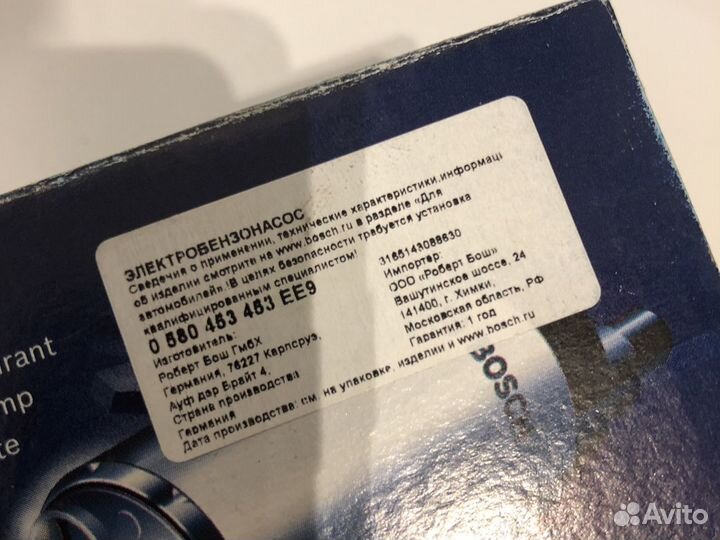 ЭЛЕКТРОБЕНЗОНАСОС
Сведения о применении, технические характеристики,информаци
об изделии смотрите на www.bosch.ru в разделе «Для
автомобилей».!В целях безопасности требуется установка
квалифицированным специалистом!
0 580 453 453 EE9
Изготовитель:
Роберт Бош ГмбХ
Германия, 76227 Карлсруэ,
Ауф дер Брайт 4.
Страна производства
Германия
Дата производства: см. на упаковке, изделии и www.bosch.ru
3165143088630
Импортер:
ООО «Роберт Бош»
Вашутинское шоссе, 24
141400, г. Химки,
Московская область, РФ
Гарантия: 1 год
urant
mp
te
BOSCH
Avito